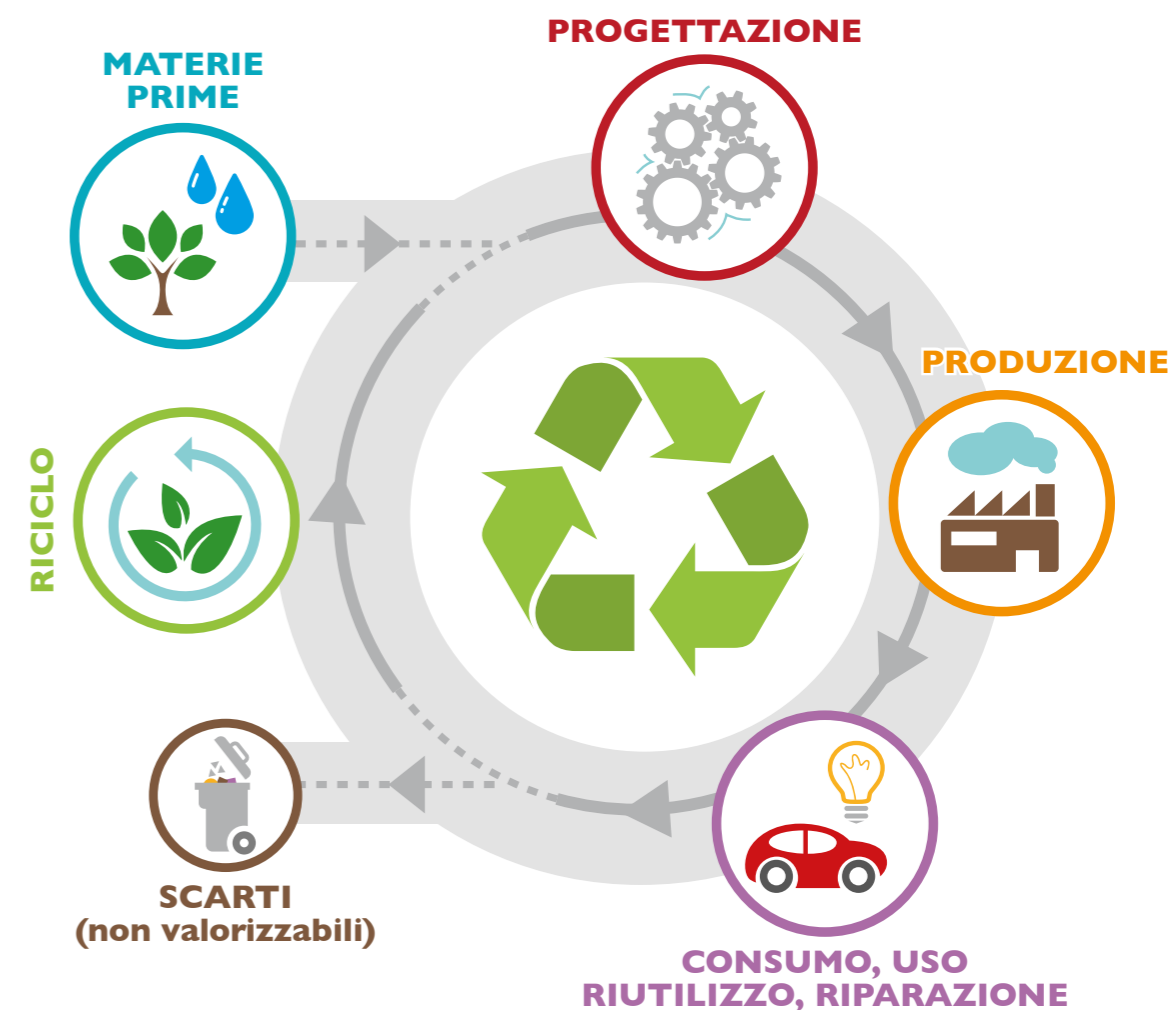 PROGETTAZIONE
MATERIE
PRIME
PRODUZIONE
RICICLO
SCARTI
(non valorizzabili)
CONSUMO, USO
RIUTILIZZO, RIPARAZIONE